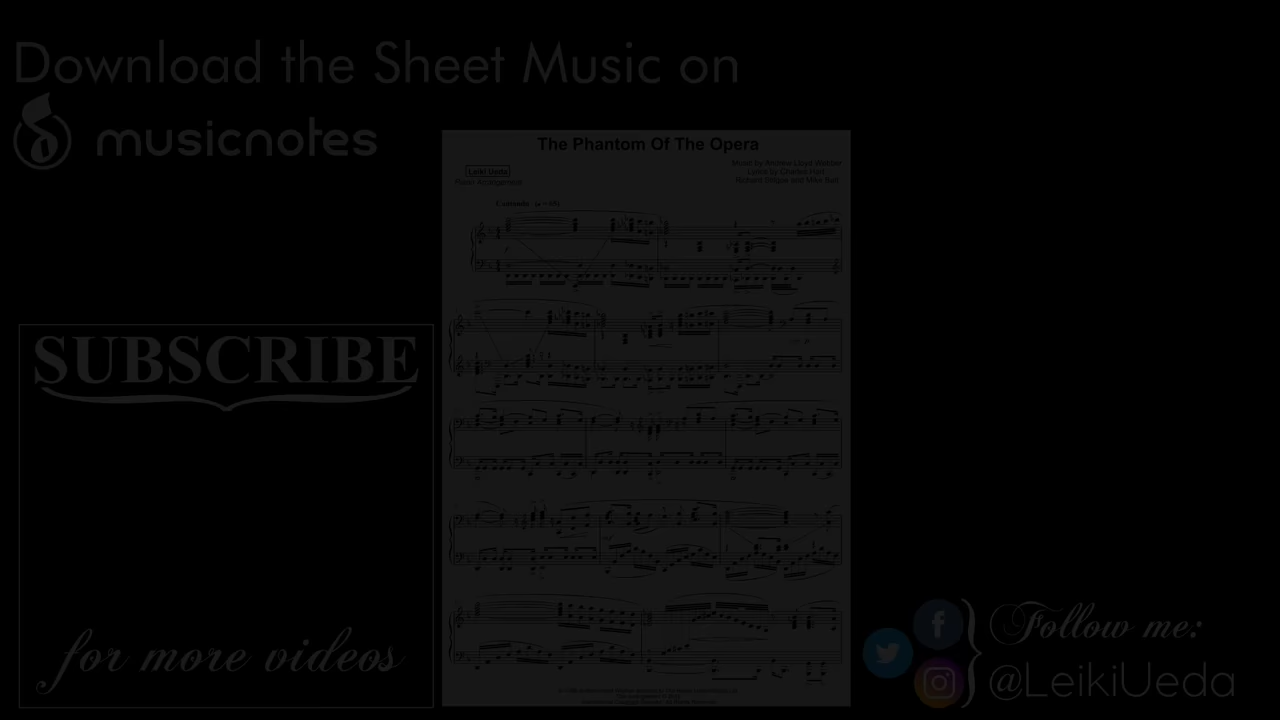 Download the Sheet Music on
musicnotes
The Phantom Of The Opera
Music by Andrew Lloyd Webber
Lyrics by Charles Hart
Richard Stilgoe and Mike Batt
Leiki Ueda
Piano Arrangement
SUBSCRIBE
for more videos
Follow me:
@LeikiUeda